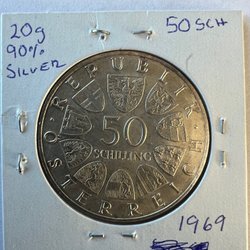 20g
90%
SILVER
50 SCH
REPUBLIK
ÖSTERREICH
50
SCHILLING
1969